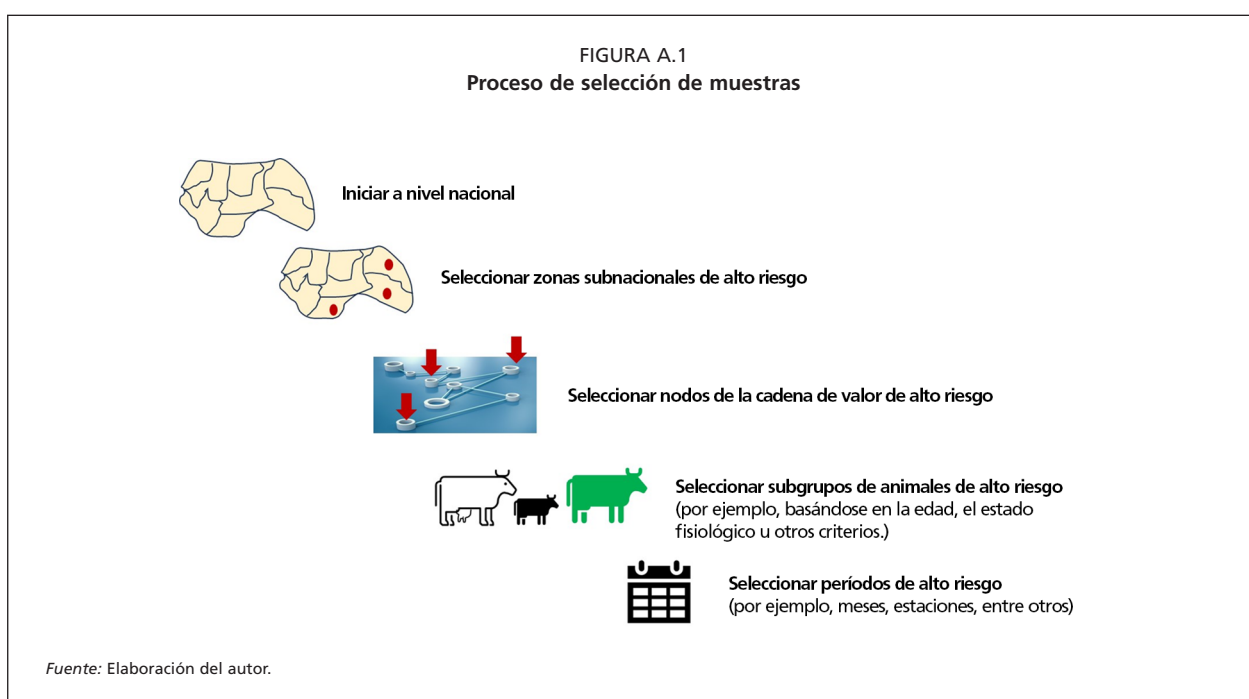 FIGURA A.1
Proceso de selección de muestras
Iniciar a nivel nacional
Seleccionar zonas subnacionales de alto riesgo
Seleccionar nodos de la cadena de valor de alto riesgo
Seleccionar subgrupos de animales de alto riesgo
(por ejemplo, basándose en la edad, el estado
fisiológico u otros criterios.)
Seleccionar períodos de alto riesgo
(por ejemplo, meses, estaciones, entre otros)
Fuente: Elaboración del autor.